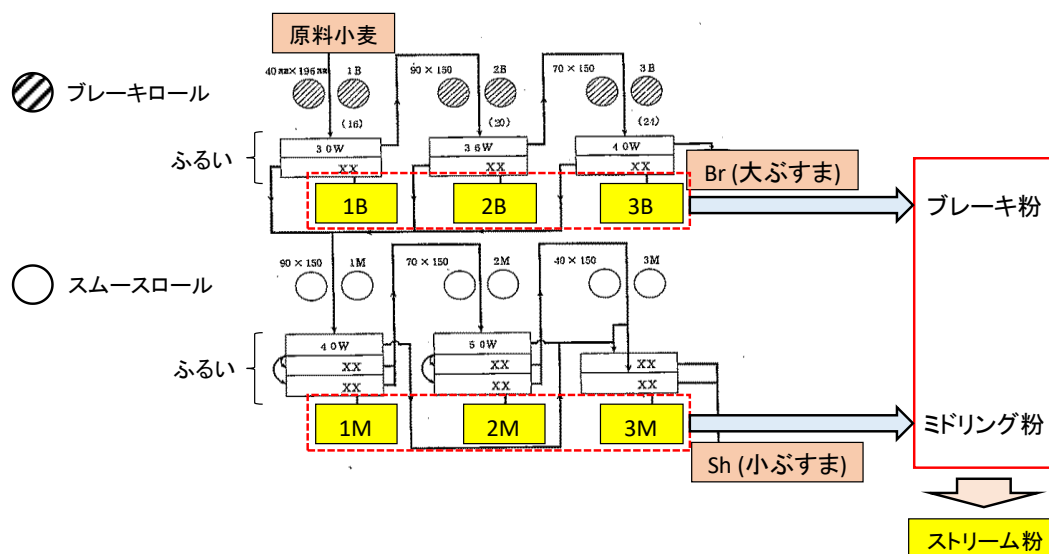 原料小麦
40㎜×196㎜ 1B 90×150 2B 70×150 3B
ブレーキロール
(16) (20) (24)
30W 36W 40W
ふるい
XX XX XX
Br (大ぶすま)
1B 2B 3B
ブレーキ粉
90×150 1M 70×150 2M 40×150 3M
スムースロール
40W 50W
ふるい
XX XX XX
XX XX XX
1M 2M 3M
ミドリング粉
Sh (小ぶすま)
ストリーム粉